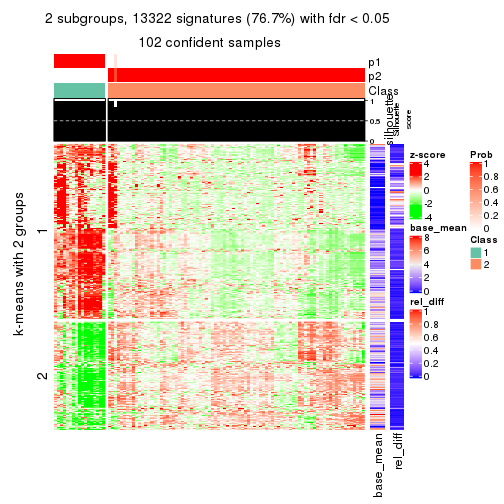 2 subgroups, 13322 signatures (76.7%) with fdr < 0.05
102 confident samples
p1
p2
Class
1
0.5
0
silhouette
Silhouette
score
k-means with 2 groups
1
2
base_mean
rel_diff
z-score
4
2
0
-2
-4
base_mean
8
6
4
2
0
rel_diff
1
0.8
0.6
0.4
0.2
0
Prob
1
0.8
0.6
0.4
0.2
0
Class
1
2